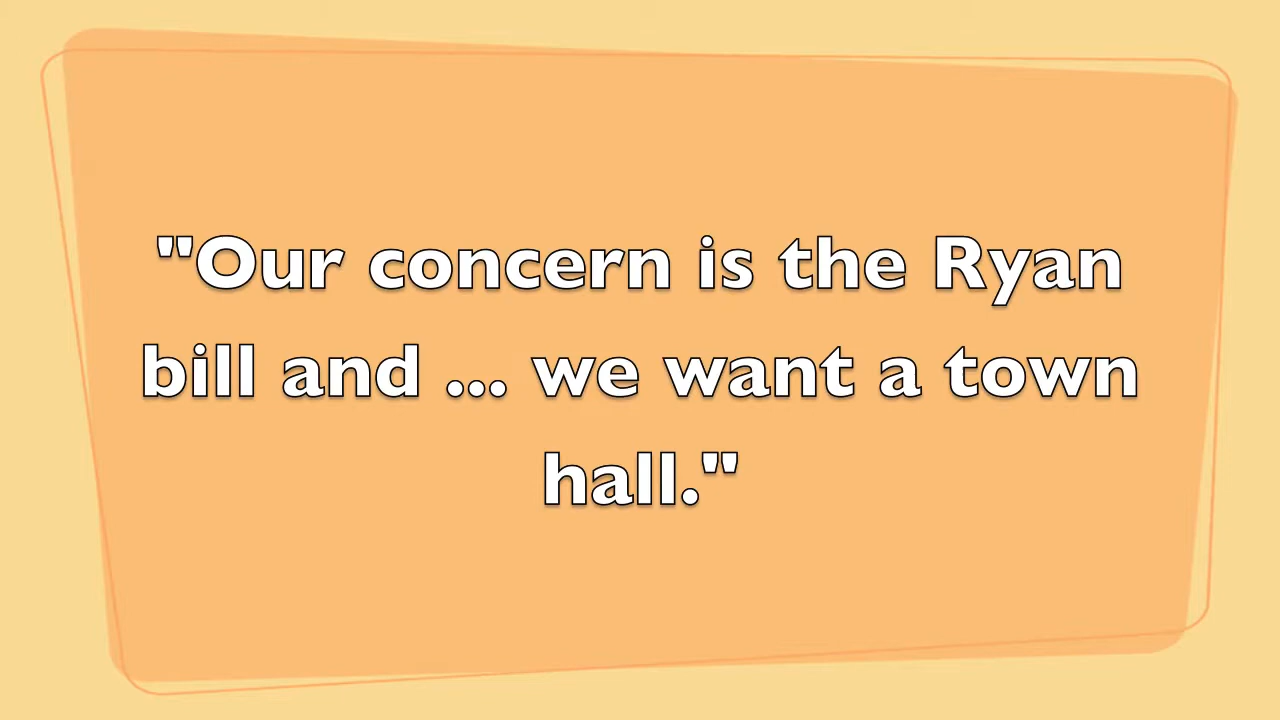 "Our concern is the Ryan
bill and ... we want a town
hall."